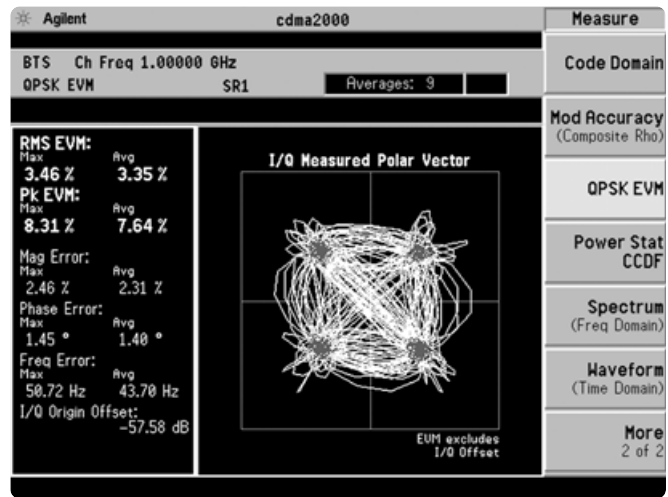 Agilent cdma2000 Measure
BTS Ch Freq 1.00000 GHz
QPSK EVM SR1 Averages: 9
Code Domain
Mod Accuracy
(Composite Rho)
QPSK EVM
Power Stat
CCDF
Spectrum
(Freq Domain)
Waveform
(Time Domain)
More
2 of 2
RMS EVM:
Max Avg
3.46 % 3.35 %
Pk EVM:
Max Avg
8.31 % 7.64 %
Mag Error:
Max Avg
2.46 % 2.31 %
Phase Error:
Max Avg
1.45 ° 1.40 °
Freq Error:
Max Avg
50.72 Hz 43.70 Hz
I/Q Origin Offset:
-57.58 dB
I/Q Measured Polar Vector
EVM excludes
I/Q Offset